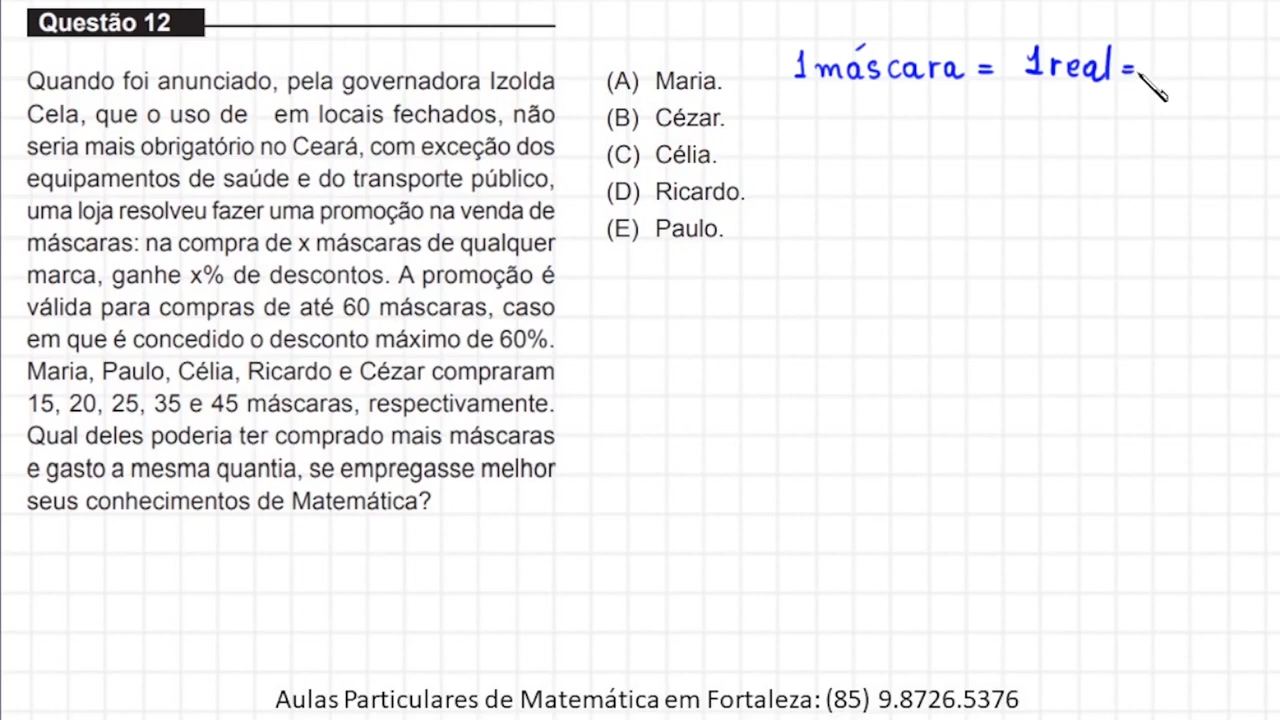 Questão 12
Quando foi anunciado, pela governadora Izolda
Cela, que o uso de em locais fechados, não
seria mais obrigatório no Ceará, com exceção dos
equipamentos de saúde e do transporte público,
uma loja resolveu fazer uma promoção na venda de
máscaras: na compra de x máscaras de qualquer
marca, ganhe x% de descontos. A promoção é
válida para compras de até 60 máscaras, caso
em que é concedido o desconto máximo de 60%.
Maria, Paulo, Célia, Ricardo e Cézar compraram
15, 20, 25, 35 e 45 máscaras, respectivamente.
Qual deles poderia ter comprado mais máscaras
e gasto a mesma quantia, se empregasse melhor
seus conhecimentos de Matemática?
(A) Maria.
(B) Cézar.
(C) Célia.
(D) Ricardo.
(E) Paulo.
1 máscara = 1 real =
Aulas Particulares de Matemática em Fortaleza: (85) 9.8726.5376